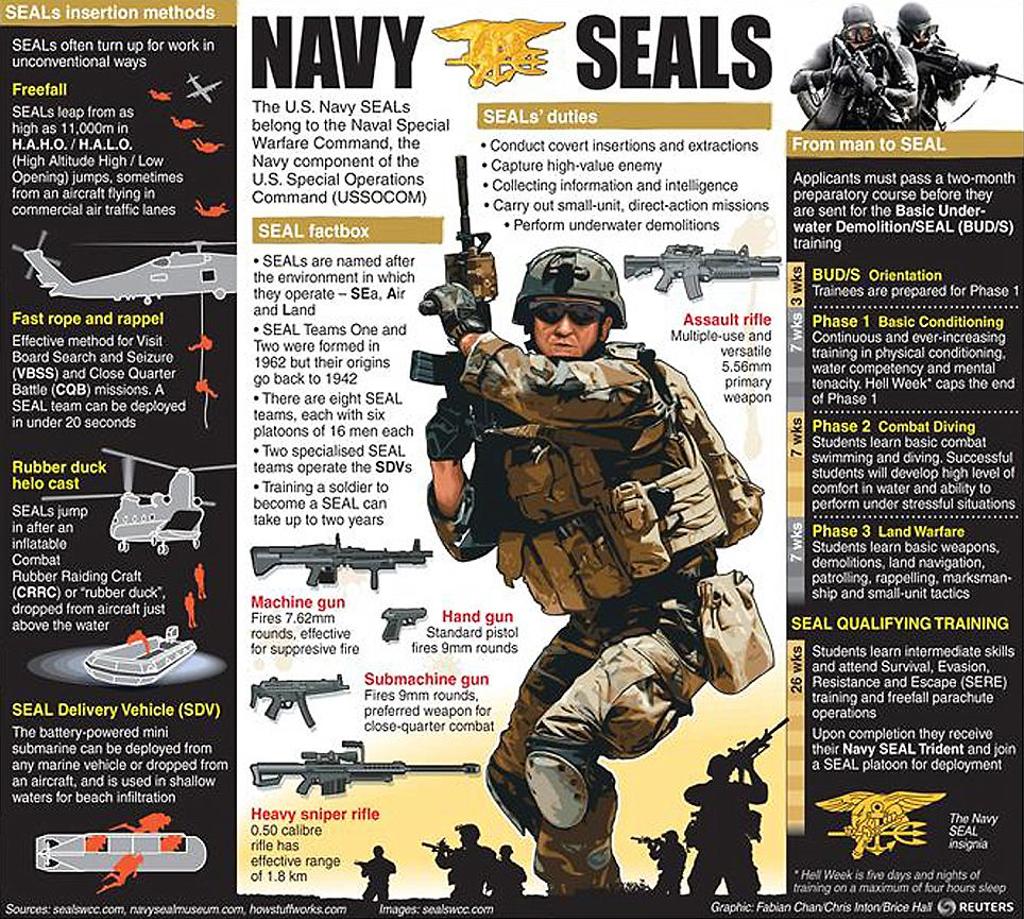 SEALs insertion methods
SEALs often turn up for work in
unconventional ways
Freefall
SEALs leap from as
high as 11,000m in
H.A.H.O. / H.A.L.O.
(High Altitude High / Low
Opening) jumps, sometimes
from an aircraft flying in
commercial air traffic lanes
Fast rope and rappel
Effective method for Visit
Board Search and Seizure
(VBSS) and Close Quarter
Battle (CQB) missions. A
SEAL team can be deployed
in under 20 seconds
Rubber duck
helo cast
SEALs jump
in after an
inflatable
Combat
Rubber Raiding Craft
(CRRC) or “rubber duck”,
dropped from aircraft just
above the water
SEAL Delivery Vehicle (SDV)
The battery-powered mini
submarine can be deployed from
any marine vehicle or dropped from
an aircraft, and is used in shallow
waters for beach infiltration
NAVY SEALS
The U.S. Navy SEALs
belong to the Naval Special
Warfare Command, the
Navy component of the
U.S. Special Operations
Command (USSOCOM)
SEALs’ duties
• Conduct covert insertions and extractions
• Capture high-value enemy
• Collecting information and intelligence
• Carry out small-unit, direct-action missions
• Perform underwater demolitions
SEAL factbox
• SEALs are named after
the environment in which
they operate – SEa, Air
and Land
• SEAL Teams One and
Two were formed in
1962 but their origins
go back to 1942
• There are eight SEAL
teams, each with six
platoons of 16 men each
• Two specialised SEAL
teams operate the SDVs
• Training a soldier to
become a SEAL can
take up to two years
Assault rifle
Multiple-use and
versatile
5.56mm
primary
weapon
Machine gun
Fires 7.62mm
rounds, effective
for suppresive fire
Hand gun
Standard pistol
fires 9mm rounds
Submachine gun
Fires 9mm rounds,
preferred weapon for
close-quarter combat
Heavy sniper rifle
0.50 calibre
rifle has
effective range
of 1.8 km
From man to SEAL
Applicants must pass a two-month
preparatory course before they
are sent for the Basic Under-
water Demolition/SEAL (BUD/S)
training
3 wks
BUD/S Orientation
Trainees are prepared for Phase 1
7 wks
Phase 1 Basic Conditioning
Continuous and ever-increasing
training in physical conditioning,
water competency and mental
tenacity. Hell Week* caps the end
of Phase 1
7 wks
Phase 2 Combat Diving
Students learn basic combat
swimming and diving. Successful
students will develop high level of
comfort in water and ability to
perform under stressful situations
7 wks
Phase 3 Land Warfare
Students learn basic weapons,
demolitions, land navigation,
patrolling, rappelling, marksman-
ship and small-unit tactics
SEAL QUALIFYING TRAINING
26 wks
Students learn intermediate skills
and attend Survival, Evasion,
Resistance and Escape (SERE)
training and freefall parachute
operations
Upon completion they receive
their Navy SEAL Trident and join
a SEAL platoon for deployment
The Navy
SEAL
insignia
* Hell Week is five days and nights of
training on a maximum of four hours sleep
Sources: sealswcc.com, navysealmuseum.com, howstuffworks.com
Images: sealswcc.com
Graphic: Fabian Chan/Chris Inton/Brice Hall
REUTERS